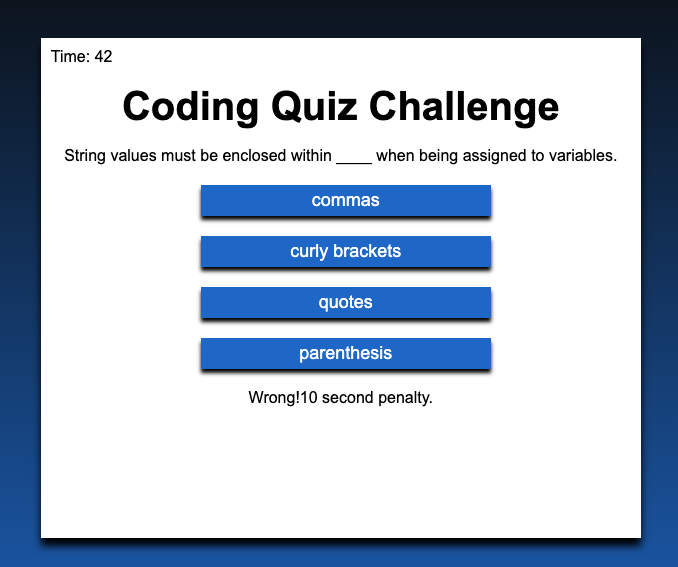 Time: 42
Coding Quiz Challenge
String values must be enclosed within ____ when being assigned to variables.
commas
curly brackets
quotes
parenthesis
Wrong!10 second penalty.